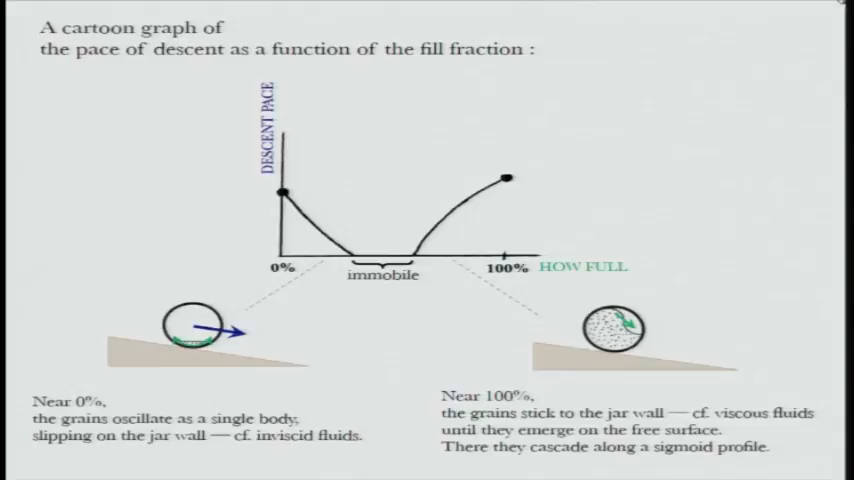 A cartoon graph of
the pace of descent as a function of the fill fraction :
DESCENT PACE
0%
immobile
100%
HOW FULL
Near 0%,
the grains oscillate as a single body,
slipping on the jar wall — cf. inviscid fluids.
Near 100%,
the grains stick to the jar wall — cf. viscous fluids
until they emerge on the free surface.
There they cascade along a sigmoid profile.